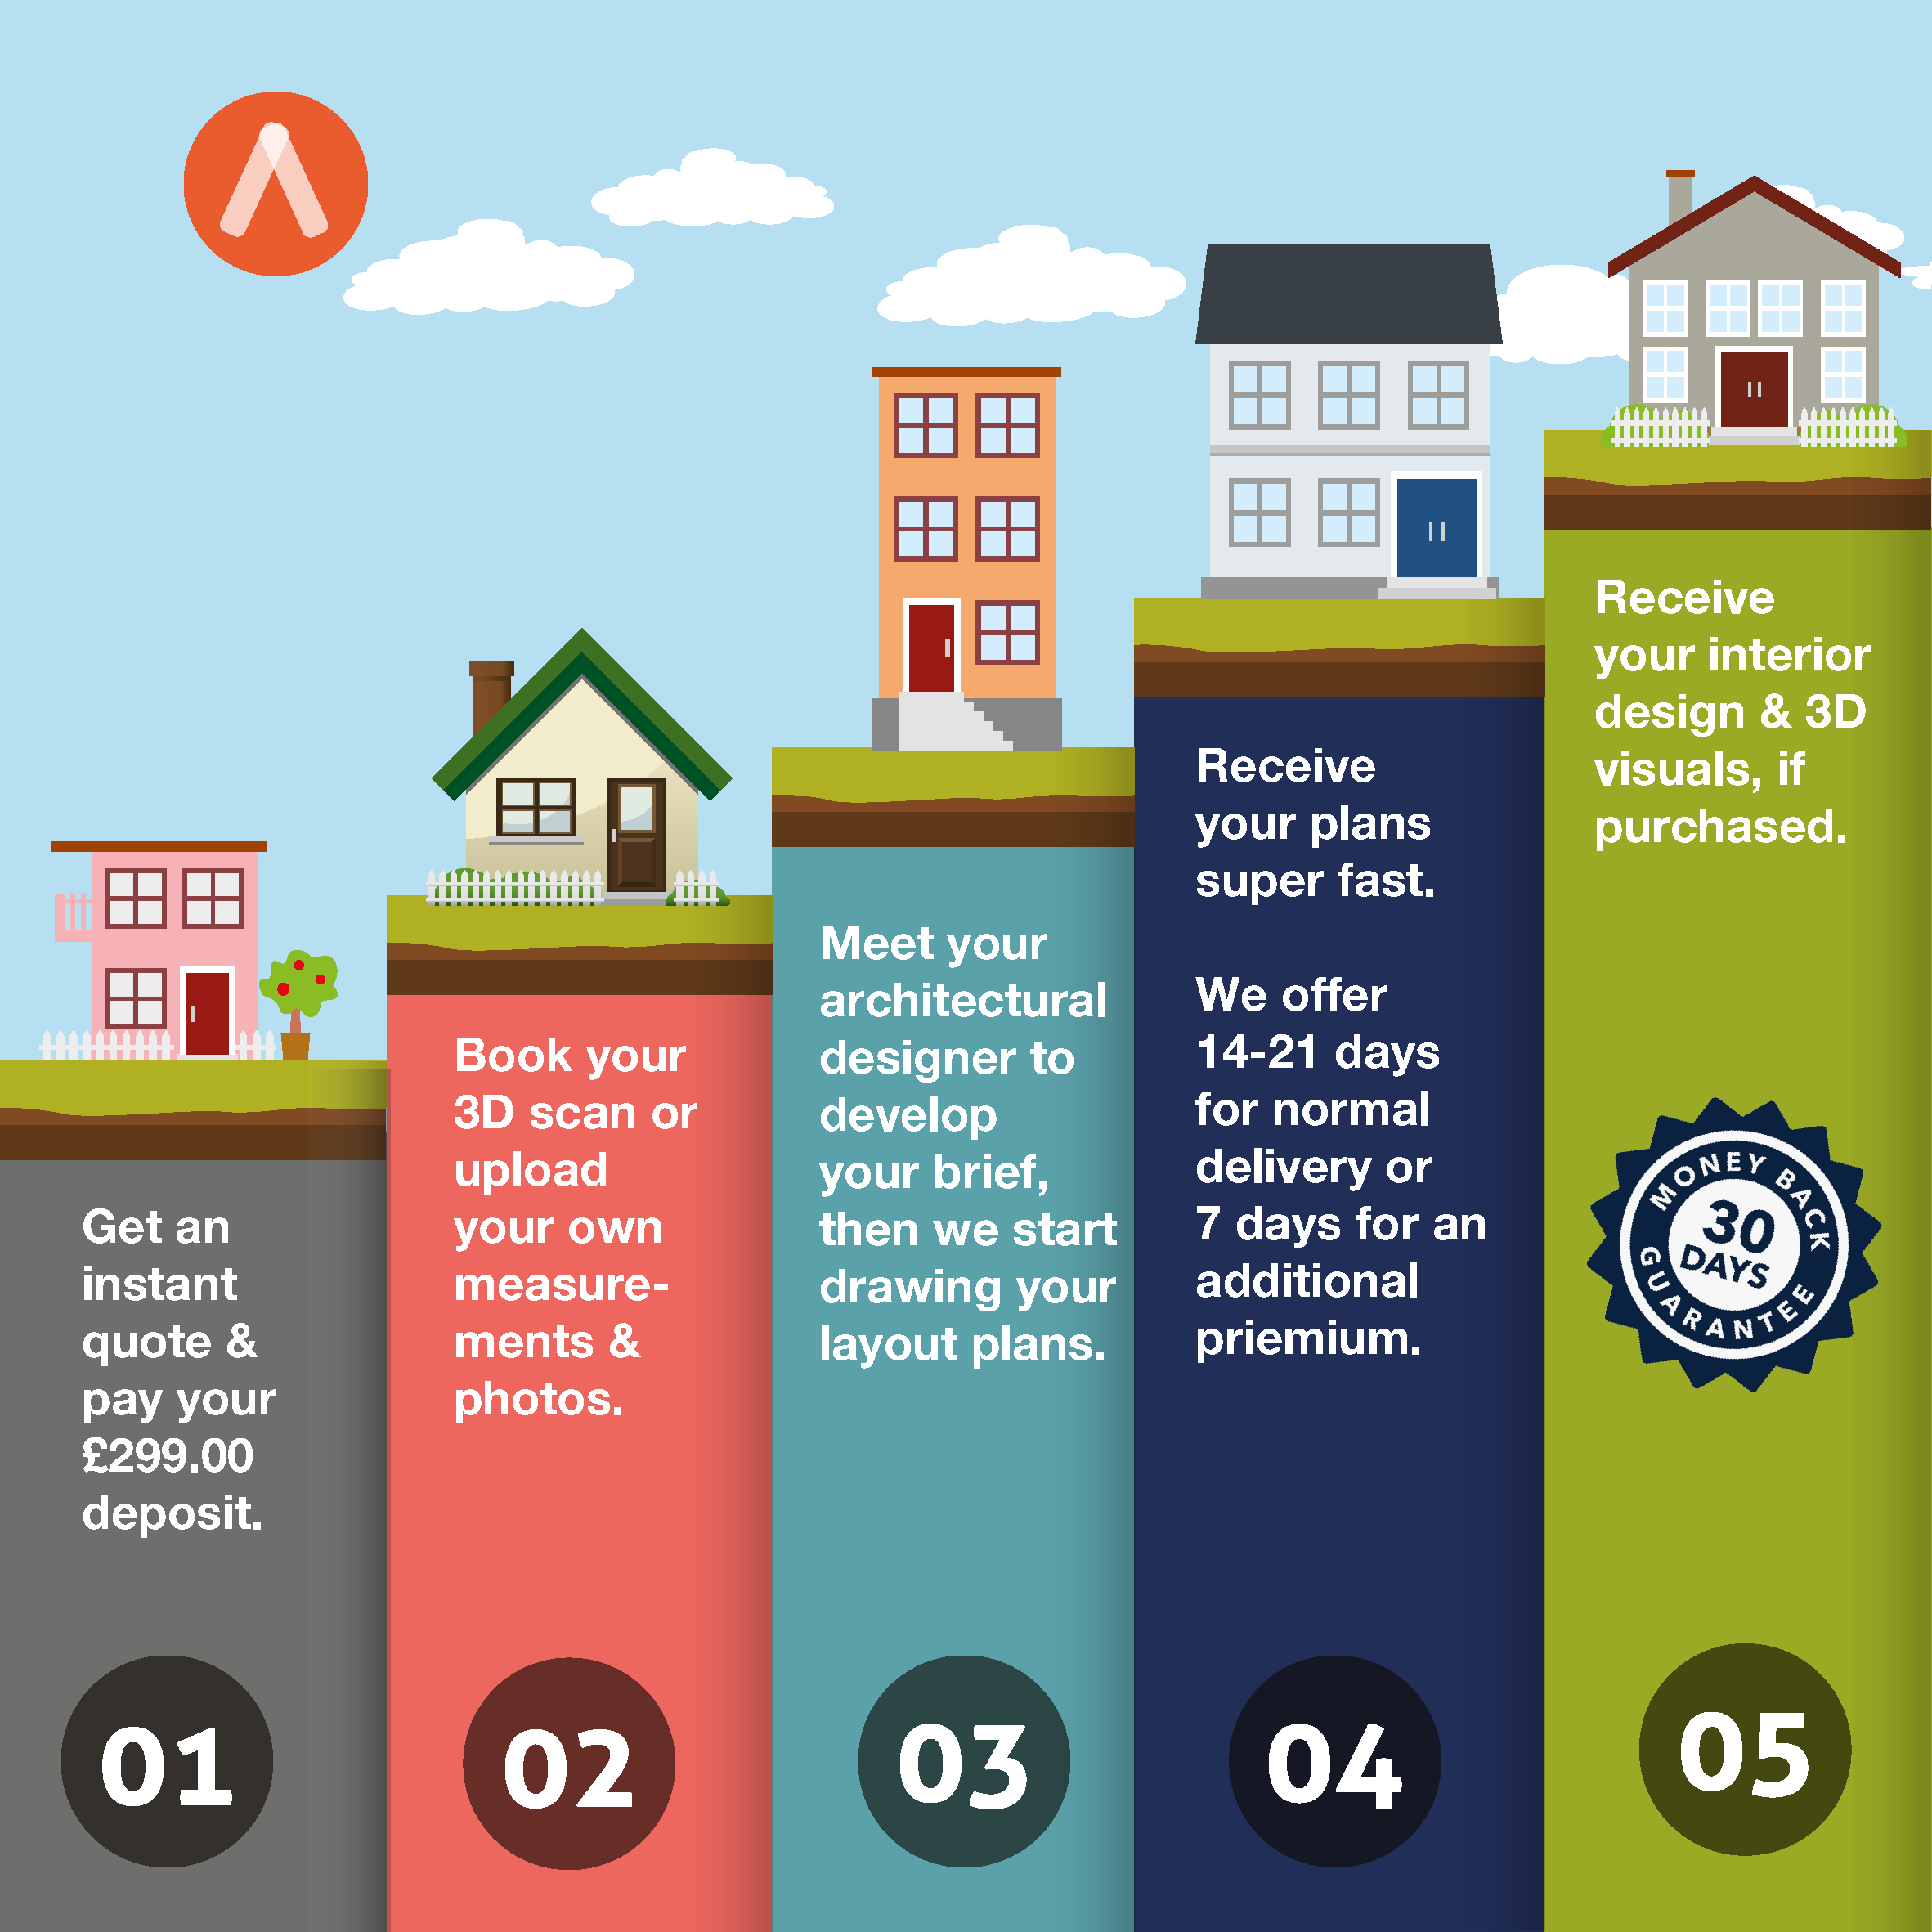 Get an
instant
quote &
pay your
£299.00
deposit.
01
Book your
3D scan or
upload
your own
measure-
ments &
photos.
02
Meet your
architectural
designer to
develop
your brief,
then we start
drawing your
layout plans.
03
Receive
your plans
super fast.
We offer
14-21 days
for normal
delivery or
7 days for an
additional
priemium.
04
Receive
your interior
design & 3D
visuals, if
purchased.
MONEY BACK
30
DAYS
GUARANTEE
05